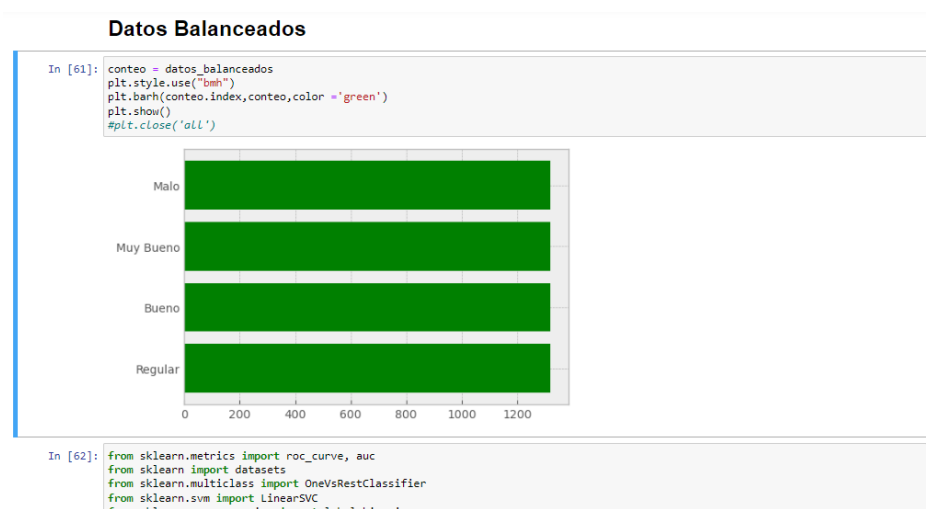 Datos Balanceados
In [61]: conteo = datos_balanceados
plt.style.use("bmh")
plt.barh(conteo.index,conteo,color ='green')
plt.show()
#plt.close('all')
Malo
Muy Bueno
Bueno
Regular
0 200 400 600 800 1000 1200
In [62]: from sklearn.metrics import roc_curve, auc
from sklearn import datasets
from sklearn.multiclass import OneVsRestClassifier
from sklearn.svm import LinearSVC